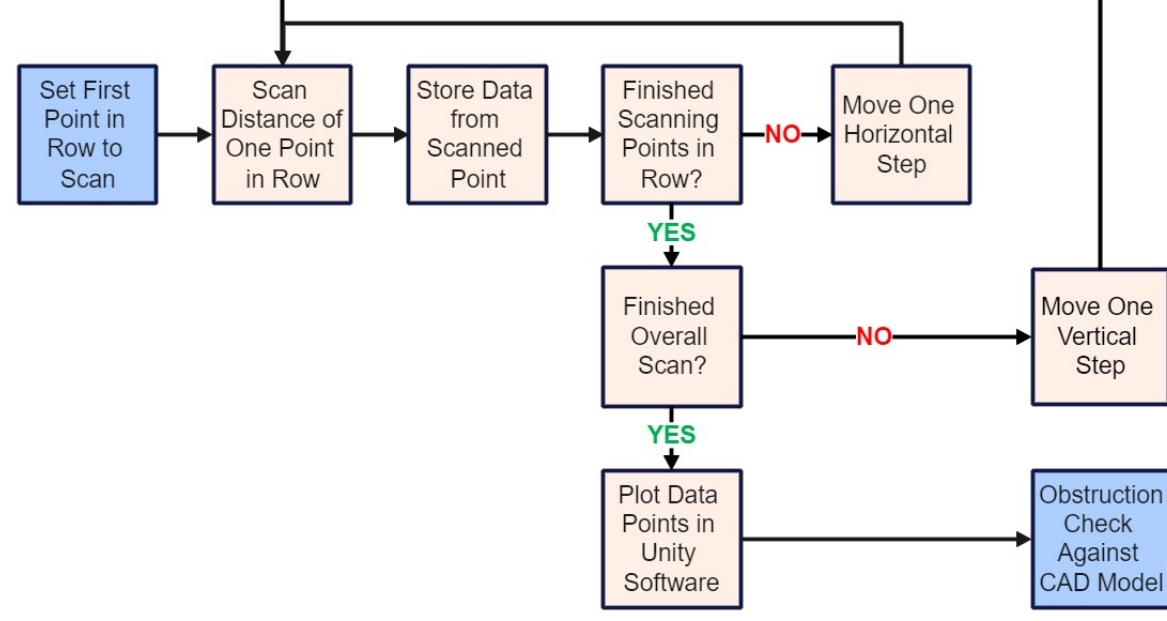 Set First
Point in
Row to
Scan
Scan
Distance of
One Point
in Row
Store Data
from
Scanned
Point
Finished
Scanning
Points in
Row?
NO
Move One
Horizontal
Step
YES
Finished
Overall
Scan?
NO
Move One
Vertical
Step
YES
Plot Data
Points in
Unity
Software
Obstruction
Check
Against
CAD Model